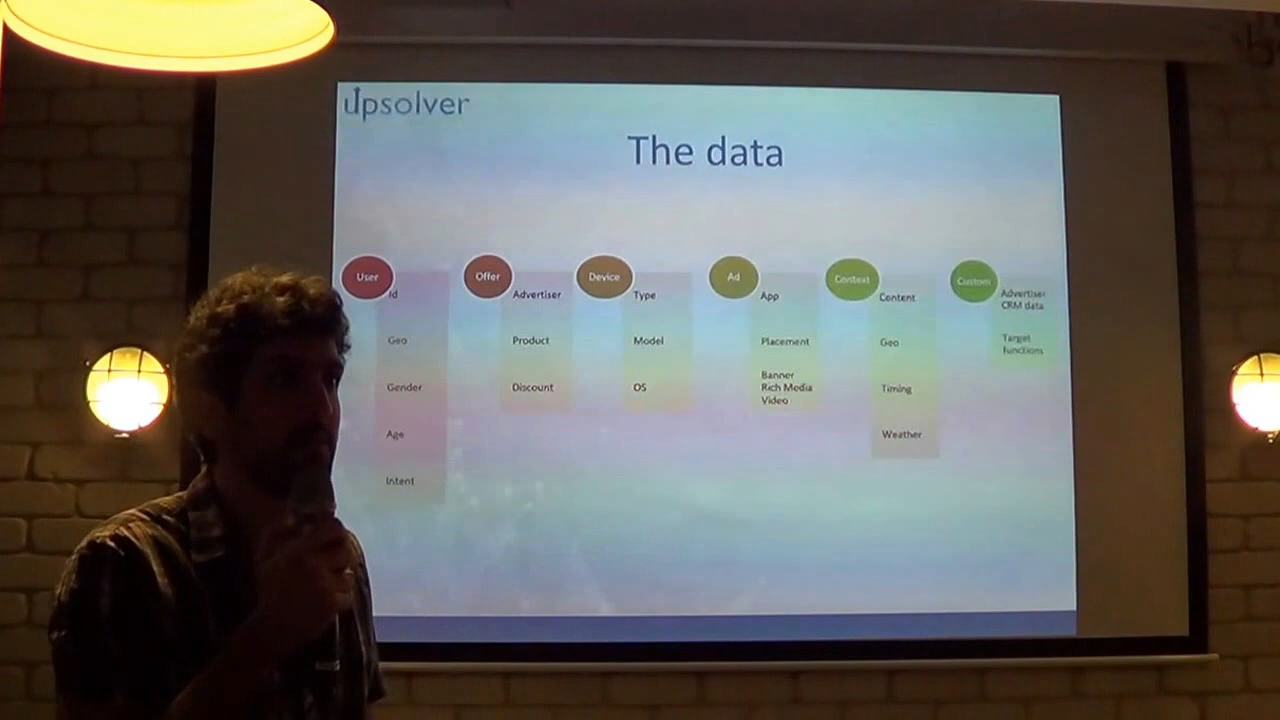 upsolver
The data
User
Id
Geo
Gender
Age
Intent
Offer
Advertiser
Product
Discount
Device
Type
Model
OS
Ad
App
Placement
Banner
Rich Media
Video
Context
Content
Geo
Timing
Weather
Custom
Advertiser
CRM data
Target
functions